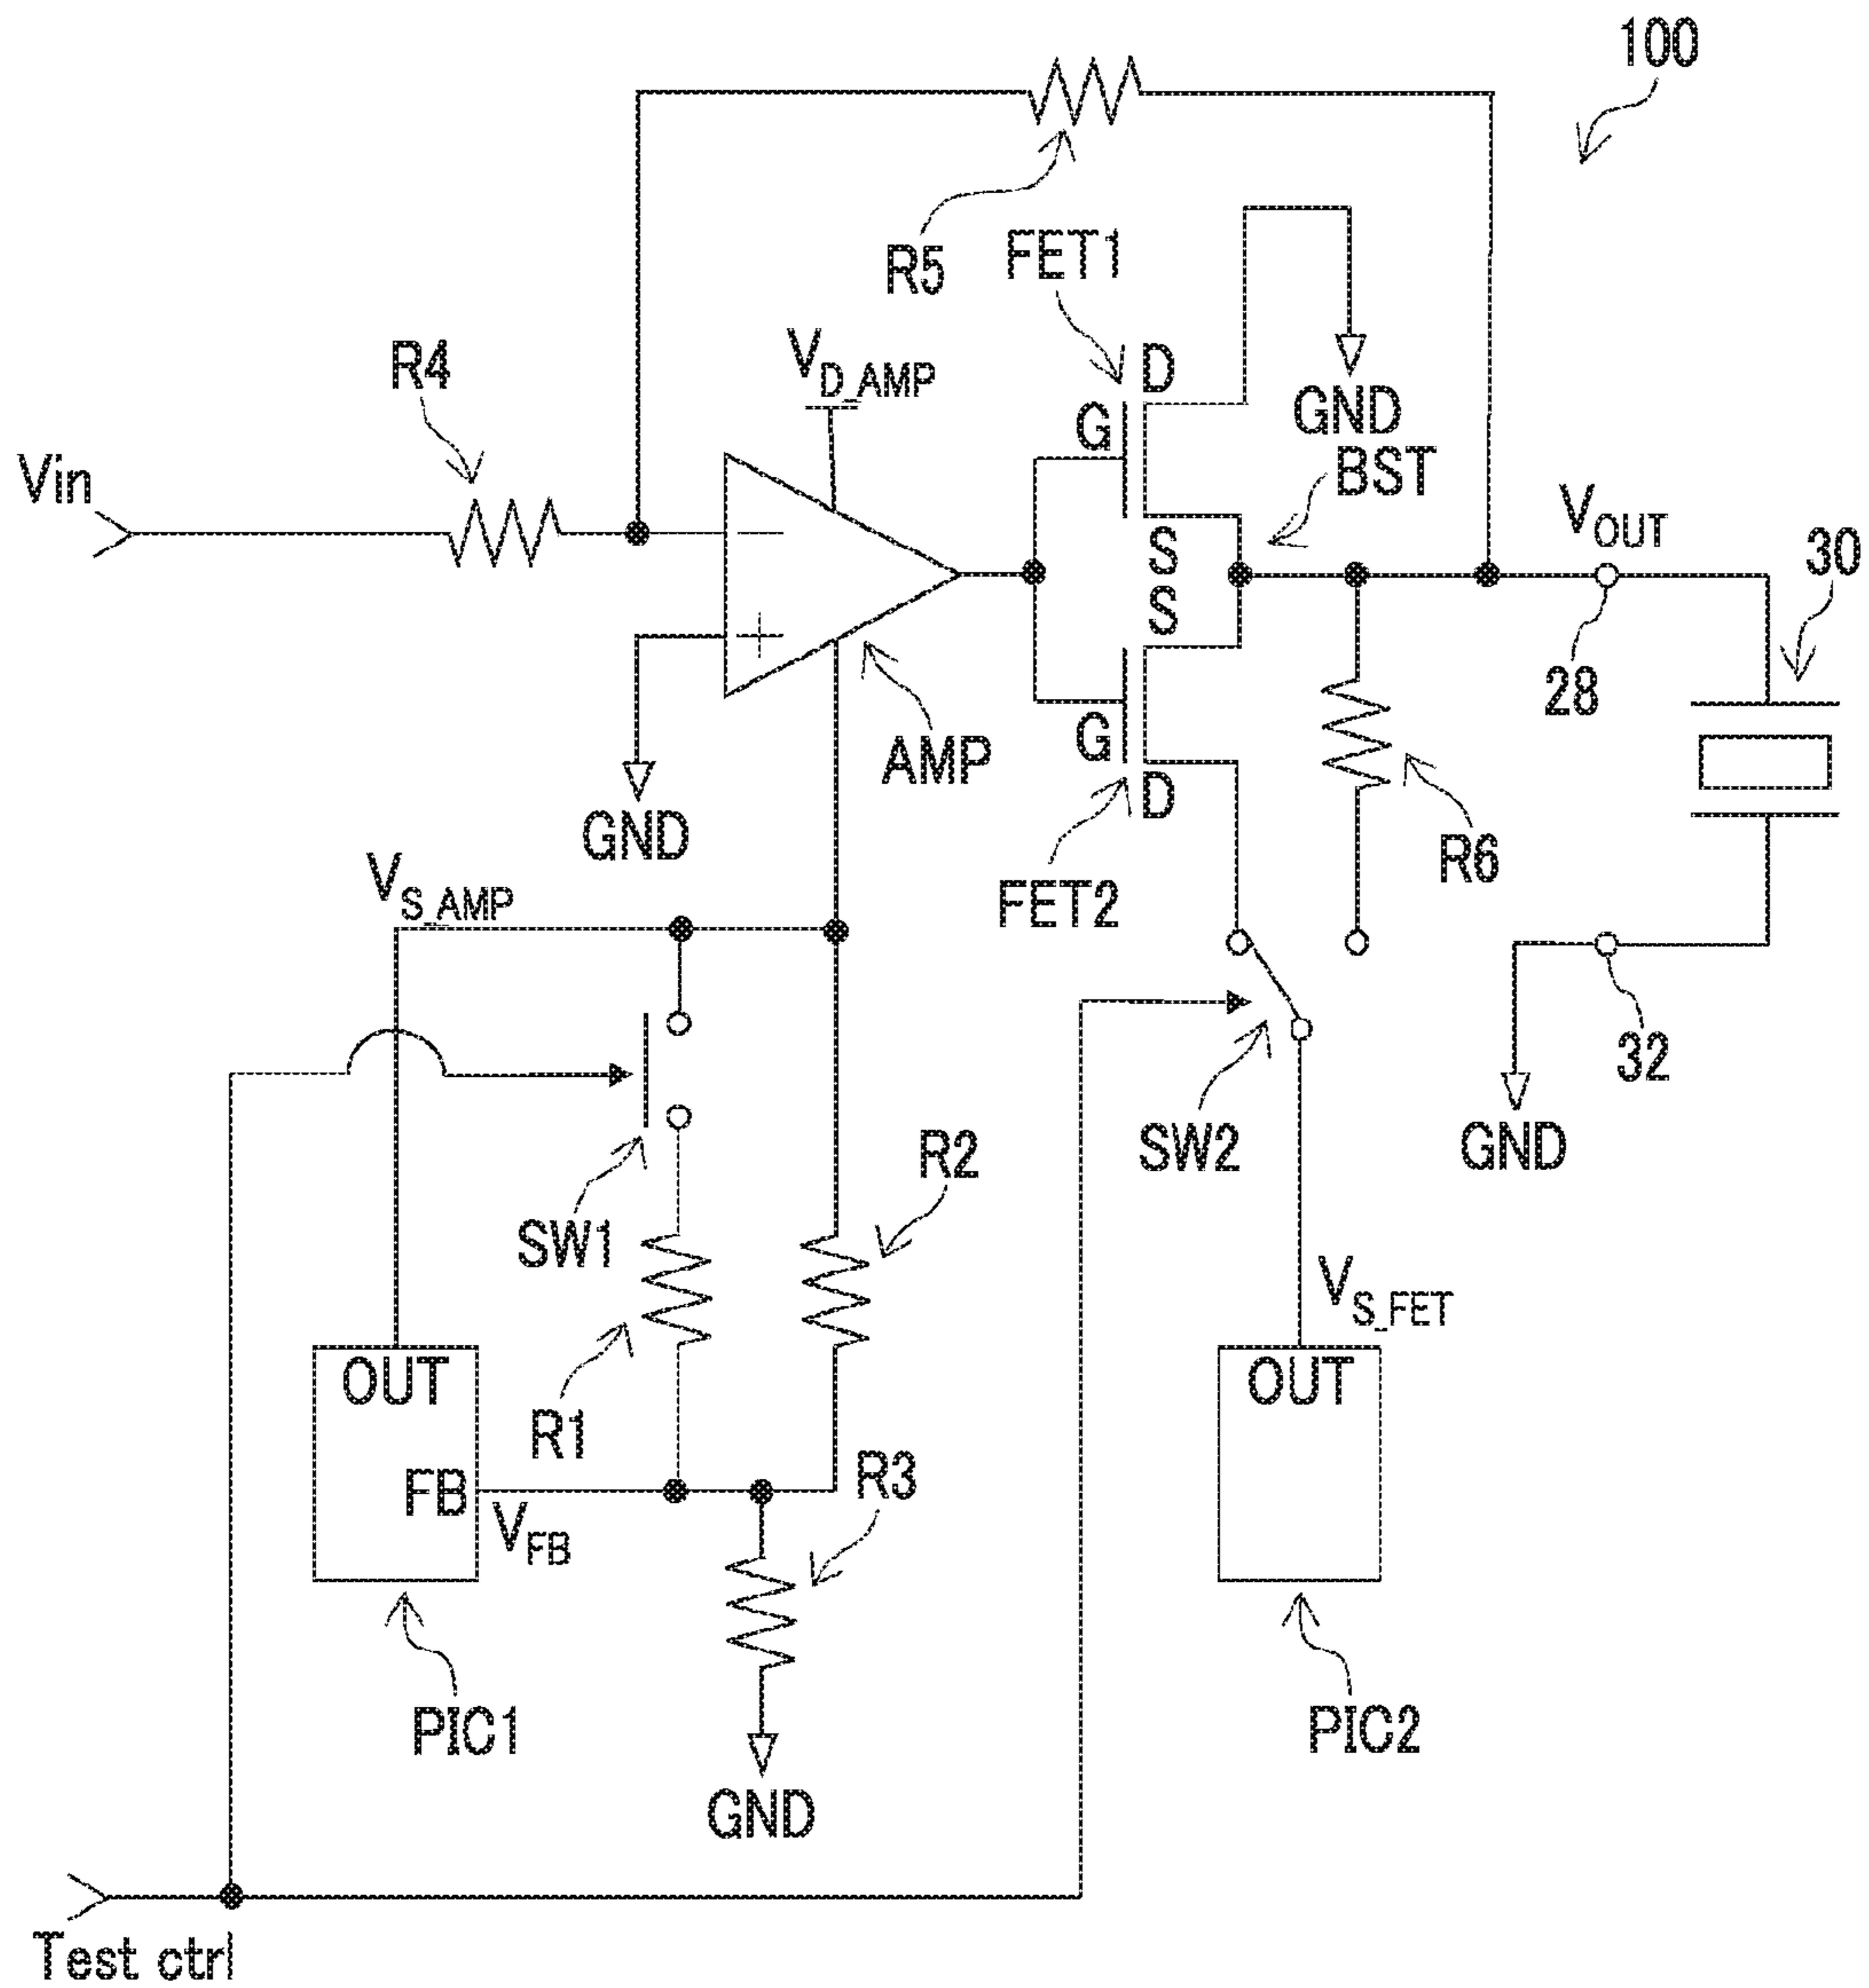 100
R5
FET1
D
GND
R4
V_D_AMP
G
BST
Vin
V_OUT
30
S
S
28
G
D
AMP
GND
R6
V_S_AMP
FET2
32
SW2
GND
R2
SW1
V_S_FET
OUT
R1
OUT
FB
R3
V_FB
PIC1
PIC2
GND
Test ctrl